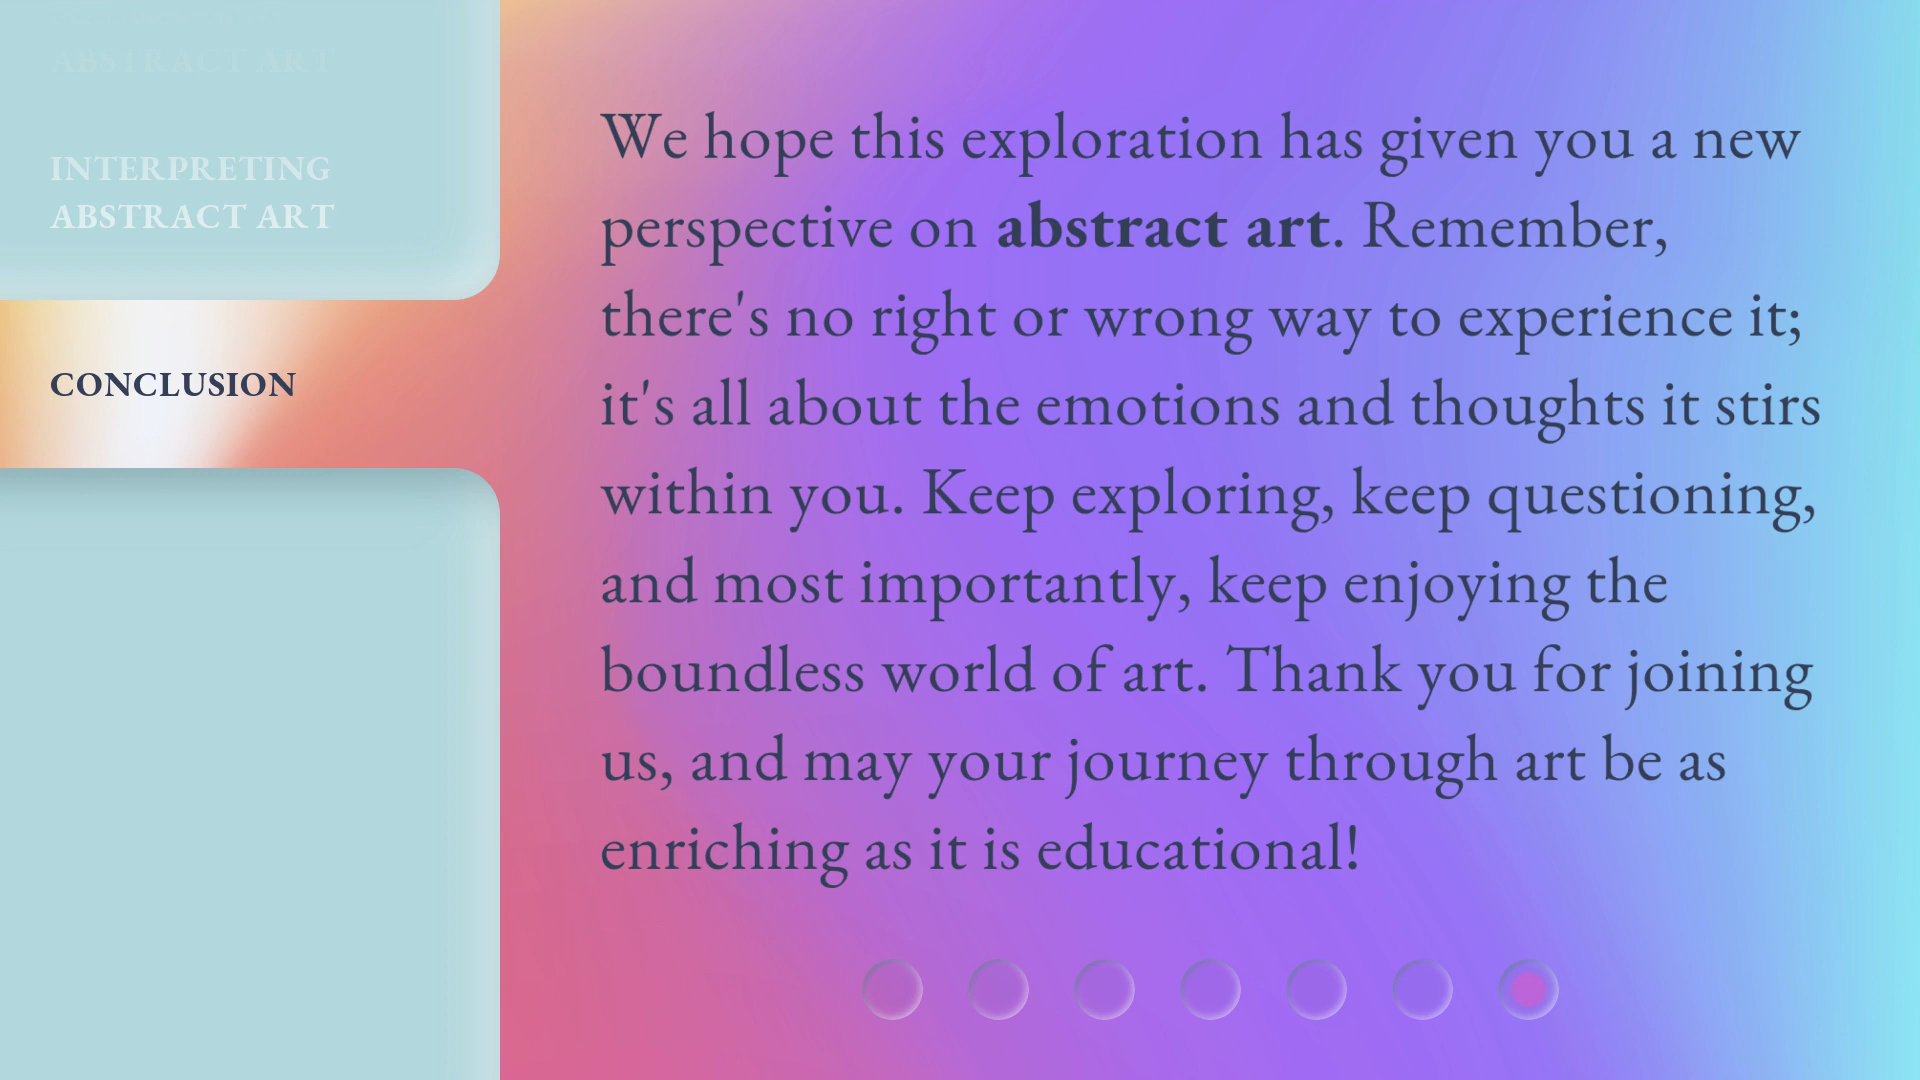 ABSTRACT ART
INTERPRETING
ABSTRACT ART
CONCLUSION
We hope this exploration has given you a new
perspective on abstract art. Remember,
there's no right or wrong way to experience it;
it's all about the emotions and thoughts it stirs
within you. Keep exploring, keep questioning,
and most importantly, keep enjoying the
boundless world of art. Thank you for joining
us, and may your journey through art be as
enriching as it is educational!